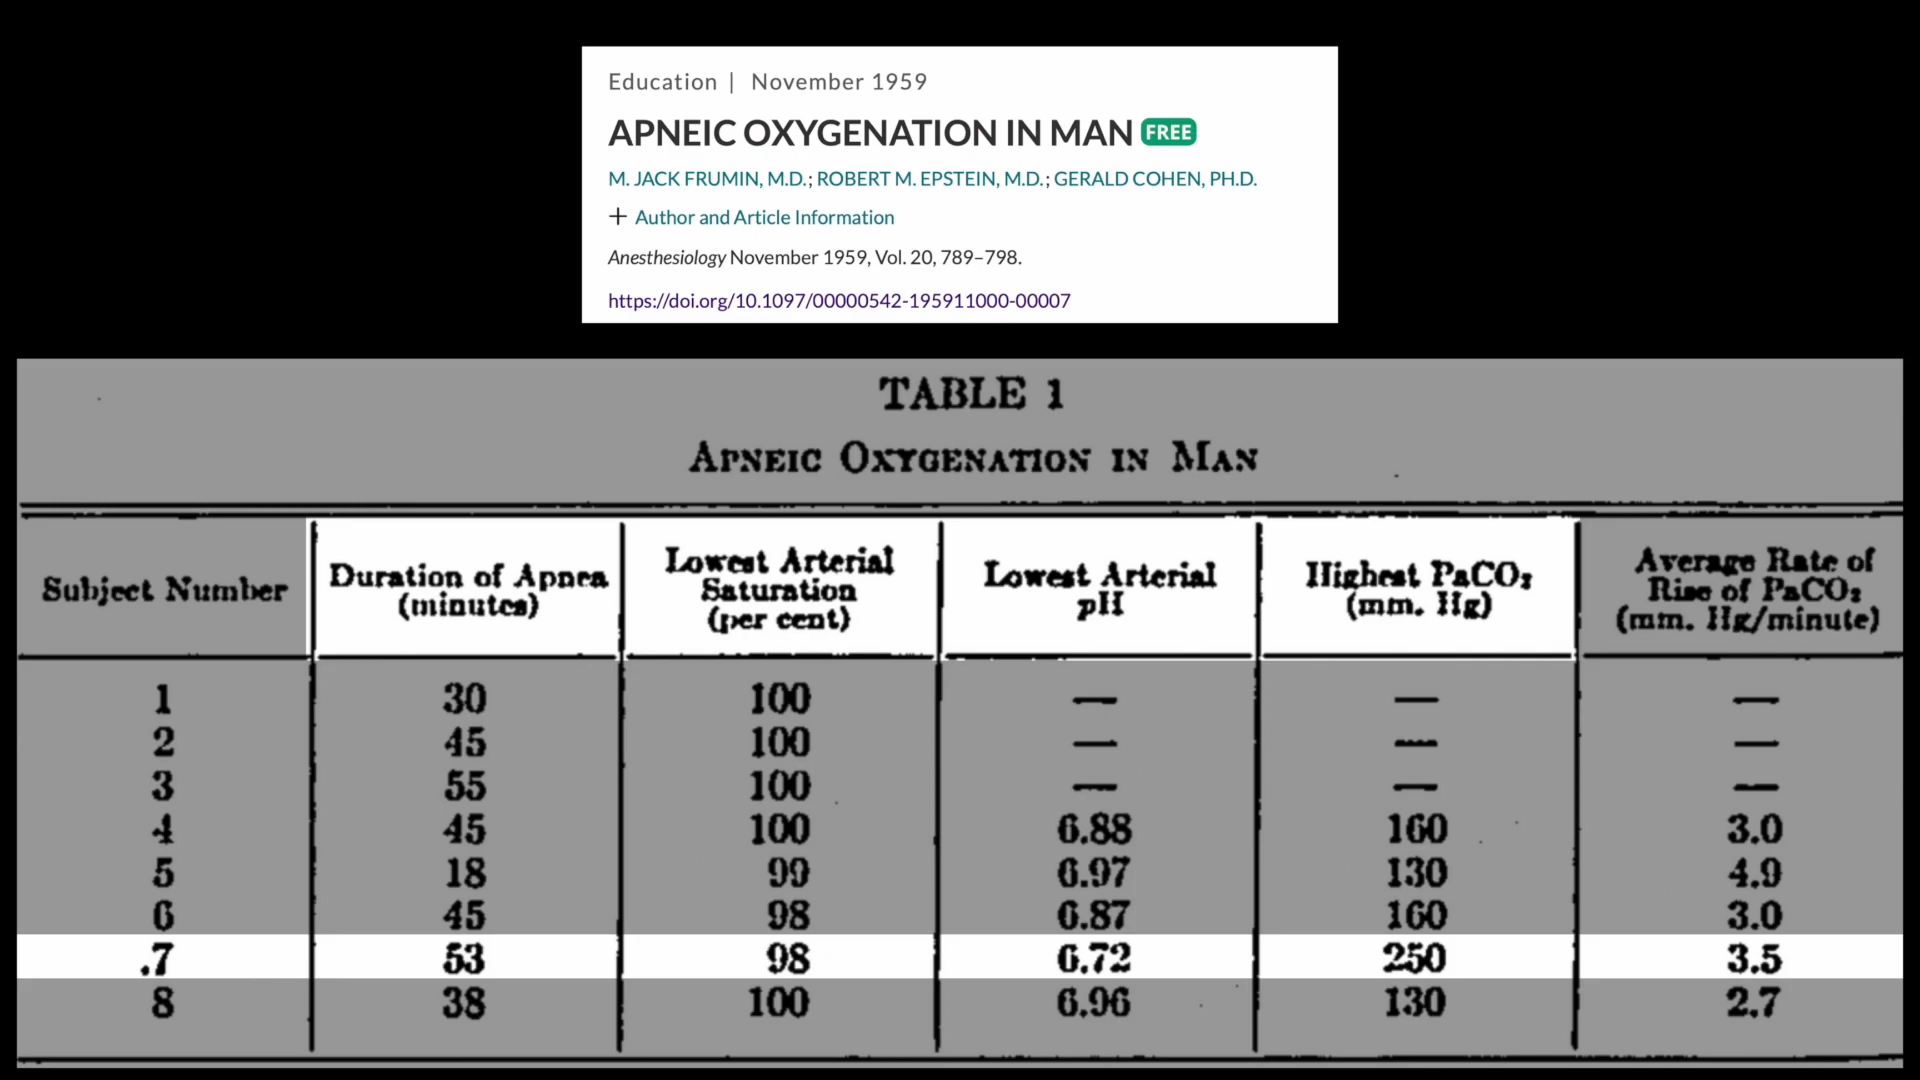 Education | November 1959
APNEIC OXYGENATION IN MAN FREE
M. JACK FRUMIN, M.D.; ROBERT M. EPSTEIN, M.D.; GERALD COHEN, PH.D.
+ Author and Article Information
Anesthesiology November 1959, Vol. 20, 789–798.
https://doi.org/10.1097/00000542-195911000-00007
TABLE 1
APNEIC OXYGENATION IN MAN
Subject Number | Duration of Apnea (minutes) | Lowest Arterial Saturation (per cent) | Lowest Arterial pH | Highest PaCO₂ (mm. Hg) | Average Rate of Rise of PaCO₂ (mm. Hg/minute)
1 30 100 — — —
2 45 100 — — —
3 55 100 — — —
4 45 100 6.88 160 3.0
5 18 99 6.97 130 4.9
6 45 98 6.87 160 3.0
.7 53 98 6.72 250 3.5
8 38 100 6.96 130 2.7